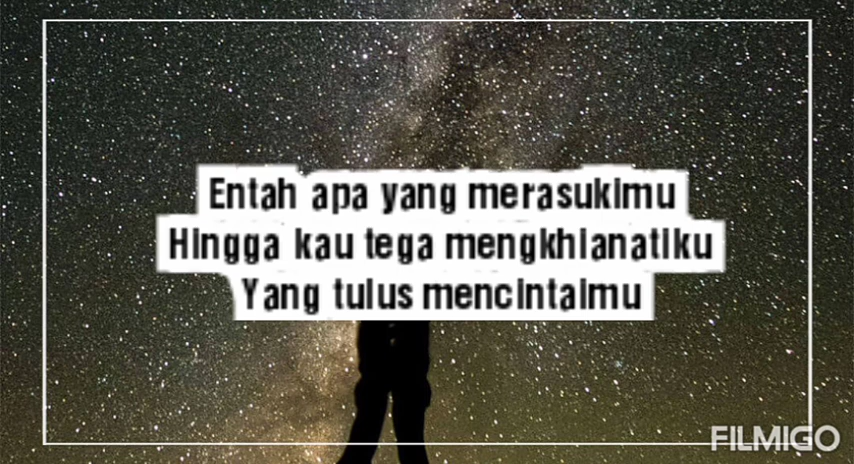 Entah apa yang merasukimu
Hingga kau tega mengkhianatiku
Yang tulus mencintaimu
FILMIGO